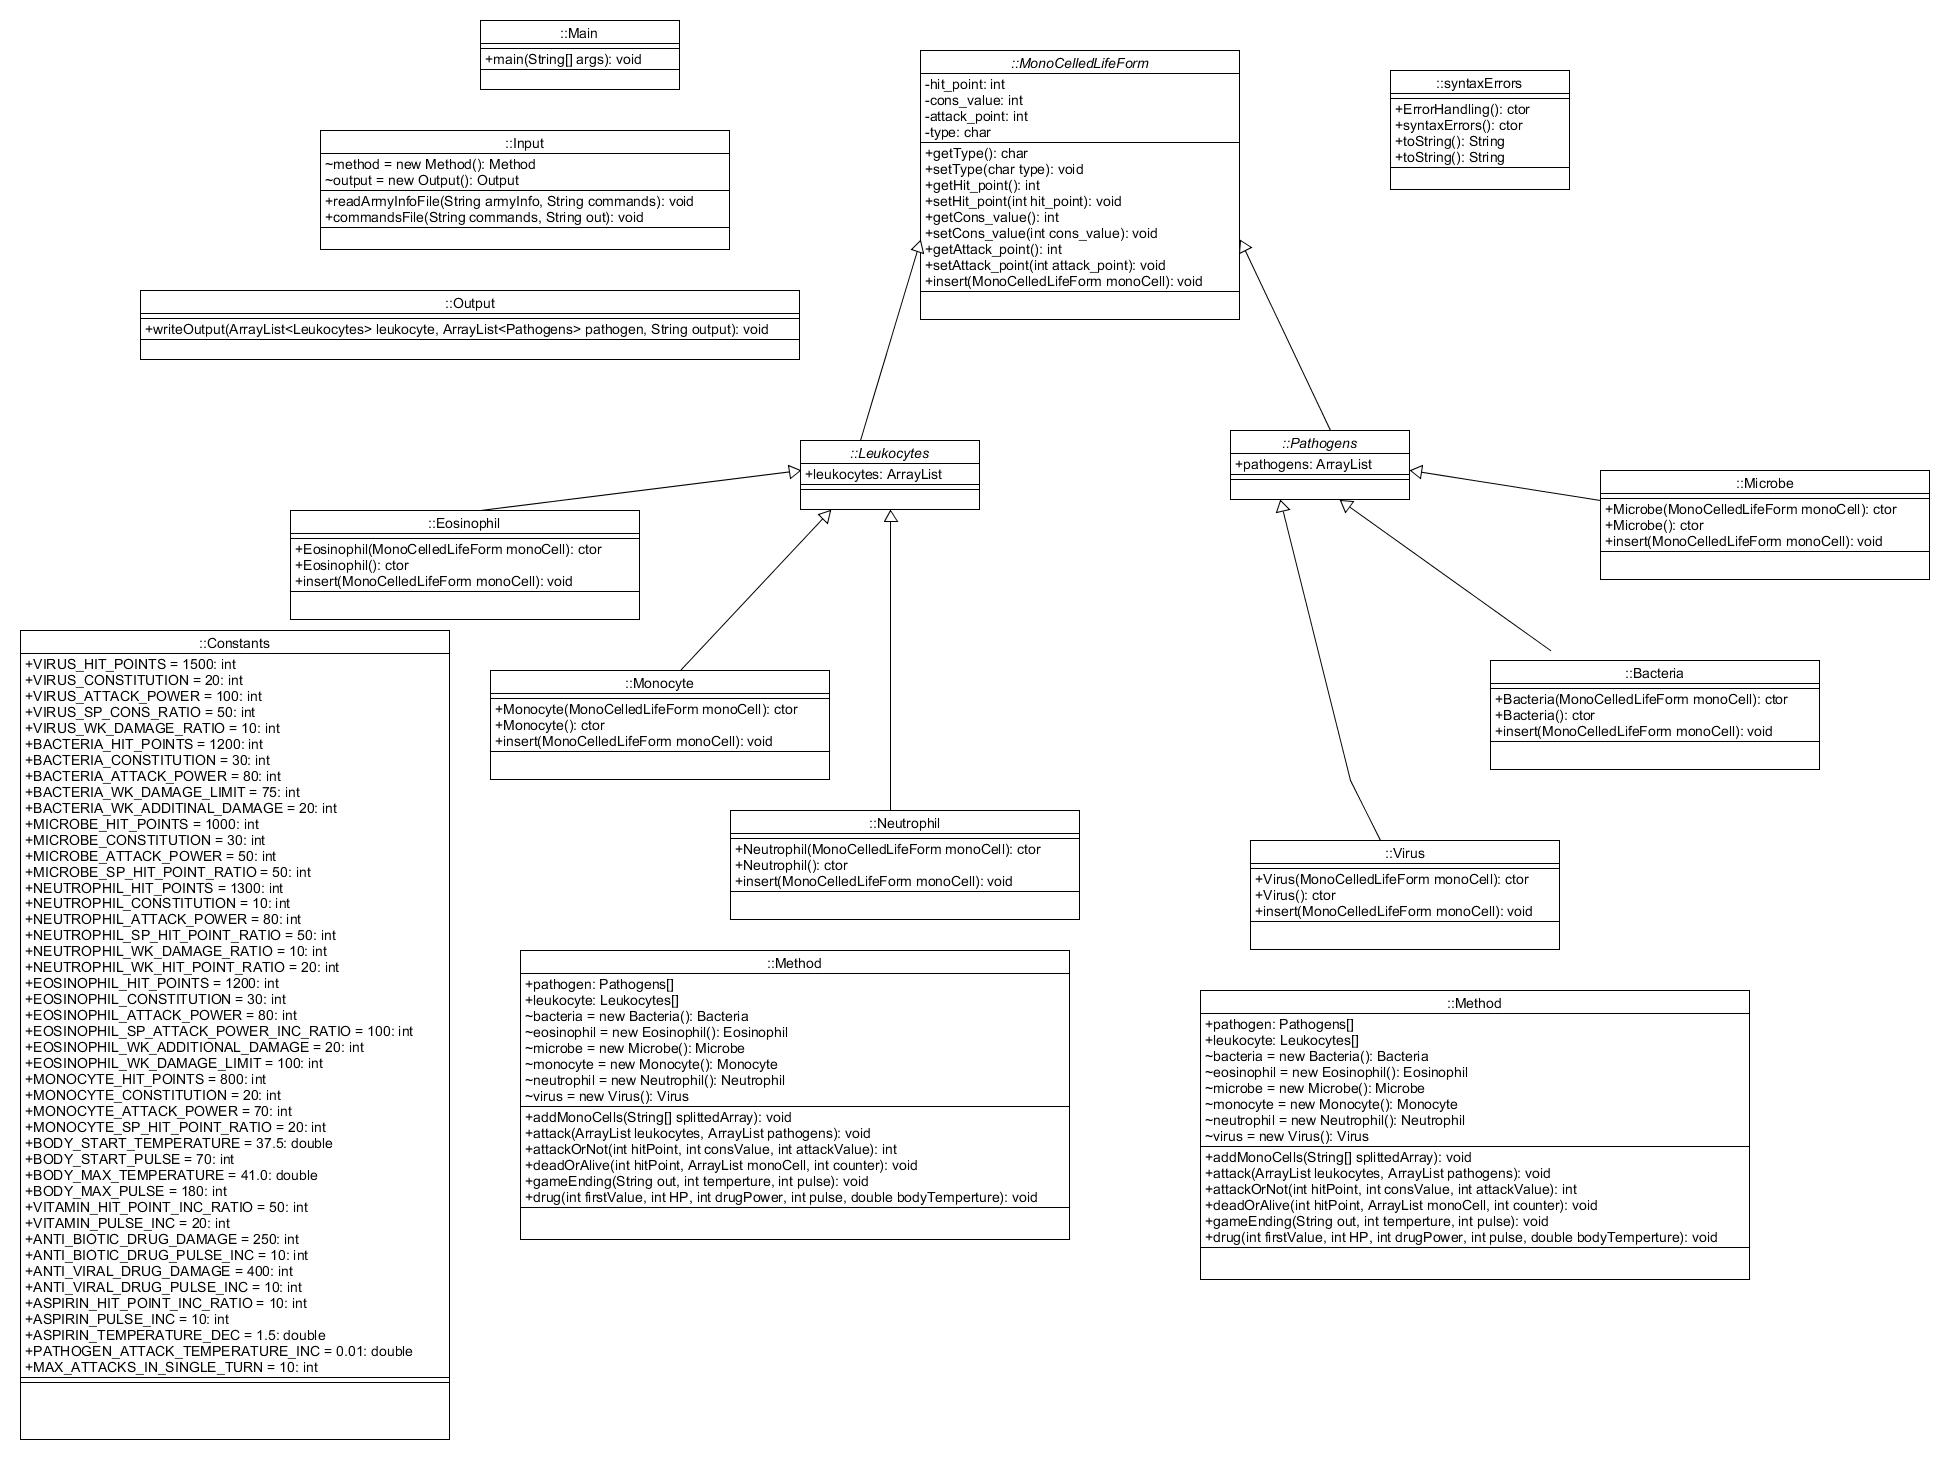 ::Main
+main(String[] args): void
::MonoCelledLifeForm
-hit_point: int
-cons_value: int
-attack_point: int
-type: char
+getType(): char
+setType(char type): void
+getHit_point(): int
+setHit_point(int hit_point): void
+getCons_value(): int
+setCons_value(int cons_value): void
+getAttack_point(): int
+setAttack_point(int attack_point): void
+insert(MonoCelledLifeForm monoCell): void
::syntaxErrors
+ErrorHandling(): ctor
+syntaxErrors(): ctor
+toString(): String
+toString(): String
::Input
~method = new Method(): Method
~output = new Output(): Output
+readArmyInfoFile(String armyInfo, String commands): void
+commandsFile(String commands, String out): void
::Output
+writeOutput(ArrayList<Leukocytes> leukocyte, ArrayList<Pathogens> pathogen, String output): void
::Leukocytes
+leukocytes: ArrayList
::Pathogens
+pathogens: ArrayList
::Microbe
+Microbe(MonoCelledLifeForm monoCell): ctor
+Microbe(): ctor
+insert(MonoCelledLifeForm monoCell): void
::Eosinophil
+Eosinophil(MonoCelledLifeForm monoCell): ctor
+Eosinophil(): ctor
+insert(MonoCelledLifeForm monoCell): void
::Constants
+VIRUS_HIT_POINTS = 1500: int
+VIRUS_CONSTITUTION = 20: int
+VIRUS_ATTACK_POWER = 100: int
+VIRUS_SP_CONS_RATIO = 50: int
+VIRUS_WK_DAMAGE_RATIO = 10: int
+BACTERIA_HIT_POINTS = 1200: int
+BACTERIA_CONSTITUTION = 30: int
+BACTERIA_ATTACK_POWER = 80: int
+BACTERIA_WK_DAMAGE_LIMIT = 75: int
+BACTERIA_WK_ADDITINAL_DAMAGE = 20: int
+MICROBE_HIT_POINTS = 1000: int
+MICROBE_CONSTITUTION = 30: int
+MICROBE_ATTACK_POWER = 50: int
+MICROBE_SP_HIT_POINT_RATIO = 50: int
+NEUTROPHIL_HIT_POINTS = 1300: int
+NEUTROPHIL_CONSTITUTION = 10: int
+NEUTROPHIL_ATTACK_POWER = 80: int
+NEUTROPHIL_SP_HIT_POINT_RATIO = 50: int
+NEUTROPHIL_WK_DAMAGE_RATIO = 10: int
+NEUTROPHIL_WK_HIT_POINT_RATIO = 20: int
+EOSINOPHIL_HIT_POINTS = 1200: int
+EOSINOPHIL_CONSTITUTION = 30: int
+EOSINOPHIL_ATTACK_POWER = 80: int
+EOSINOPHIL_SP_ATTACK_POWER_INC_RATIO = 100: int
+EOSINOPHIL_WK_ADDITIONAL_DAMAGE = 20: int
+EOSINOPHIL_WK_DAMAGE_LIMIT = 100: int
+MONOCYTE_HIT_POINTS = 800: int
+MONOCYTE_CONSTITUTION = 20: int
+MONOCYTE_ATTACK_POWER = 70: int
+MONOCYTE_SP_HIT_POINT_RATIO = 20: int
+BODY_START_TEMPERATURE = 37.5: double
+BODY_START_PULSE = 70: int
+BODY_MAX_TEMPERATURE = 41.0: double
+BODY_MAX_PULSE = 180: int
+VITAMIN_HIT_POINT_INC_RATIO = 50: int
+VITAMIN_PULSE_INC = 20: int
+ANTI_BIOTIC_DRUG_DAMAGE = 250: int
+ANTI_BIOTIC_DRUG_PULSE_INC = 10: int
+ANTI_VIRAL_DRUG_DAMAGE = 400: int
+ANTI_VIRAL_DRUG_PULSE_INC = 10: int
+ASPIRIN_HIT_POINT_INC_RATIO = 10: int
+ASPIRIN_PULSE_INC = 10: int
+ASPIRIN_TEMPERATURE_DEC = 1.5: double
+PATHOGEN_ATTACK_TEMPERATURE_INC = 0.01: double
+MAX_ATTACKS_IN_SINGLE_TURN = 10: int
::Monocyte
+Monocyte(MonoCelledLifeForm monoCell): ctor
+Monocyte(): ctor
+insert(MonoCelledLifeForm monoCell): void
::Bacteria
+Bacteria(MonoCelledLifeForm monoCell): ctor
+Bacteria(): ctor
+insert(MonoCelledLifeForm monoCell): void
::Neutrophil
+Neutrophil(MonoCelledLifeForm monoCell): ctor
+Neutrophil(): ctor
+insert(MonoCelledLifeForm monoCell): void
::Virus
+Virus(MonoCelledLifeForm monoCell): ctor
+Virus(): ctor
+insert(MonoCelledLifeForm monoCell): void
::Method
+pathogen: Pathogens[]
+leukocyte: Leukocytes[]
~bacteria = new Bacteria(): Bacteria
~eosinophil = new Eosinophil(): Eosinophil
~microbe = new Microbe(): Microbe
~monocyte = new Monocyte(): Monocyte
~neutrophil = new Neutrophil(): Neutrophil
~virus = new Virus(): Virus
+addMonoCells(String[] splittedArray): void
+attack(ArrayList leukocytes, ArrayList pathogens): void
+attackOrNot(int hitPoint, int consValue, int attackValue): int
+deadOrAlive(int hitPoint, ArrayList monoCell, int counter): void
+gameEnding(String out, int temperture, int pulse): void
+drug(int firstValue, int HP, int drugPower, int pulse, double bodyTemperture): void
::Method
+pathogen: Pathogens[]
+leukocyte: Leukocytes[]
~bacteria = new Bacteria(): Bacteria
~eosinophil = new Eosinophil(): Eosinophil
~microbe = new Microbe(): Microbe
~monocyte = new Monocyte(): Monocyte
~neutrophil = new Neutrophil(): Neutrophil
~virus = new Virus(): Virus
+addMonoCells(String[] splittedArray): void
+attack(ArrayList leukocytes, ArrayList pathogens): void
+attackOrNot(int hitPoint, int consValue, int attackValue): int
+deadOrAlive(int hitPoint, ArrayList monoCell, int counter): void
+gameEnding(String out, int temperture, int pulse): void
+drug(int firstValue, int HP, int drugPower, int pulse, double bodyTemperture): void